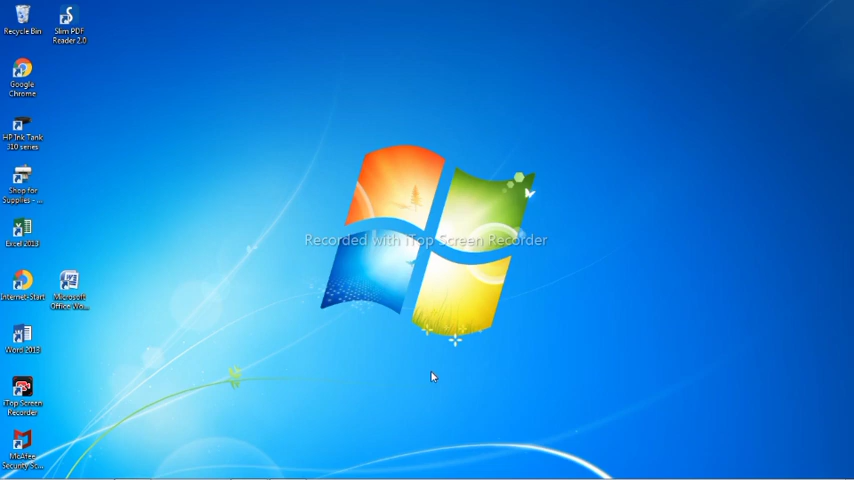 Recycle Bin
Slim PDF
Reader 2.0
Google
Chrome
HP Ink Tank
310 series
Shop for
Supplies - ...
Excel 2013
Internet-Start
Microsoft
Office Wo...
Word 2013
iTop Screen
Recorder
McAfee
Security Sc...
Recorded with iTop Screen Recorder